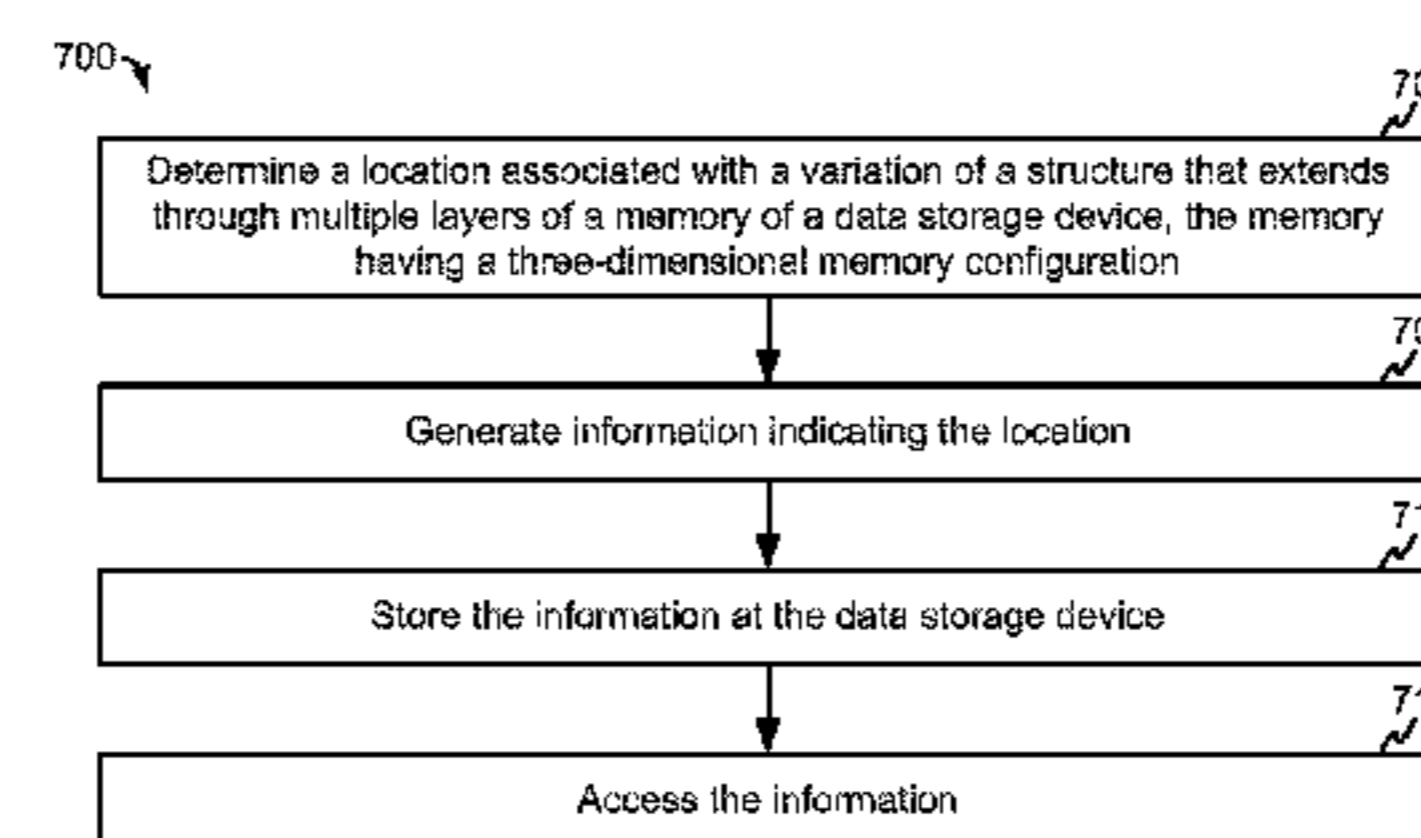 700
Determine a location associated with a variation of a structure that extends
through multiple layers of a memory of a data storage device, the memory
having a three-dimensional memory configuration
Generate information indicating the location
Store the information at the data storage device
Access the information